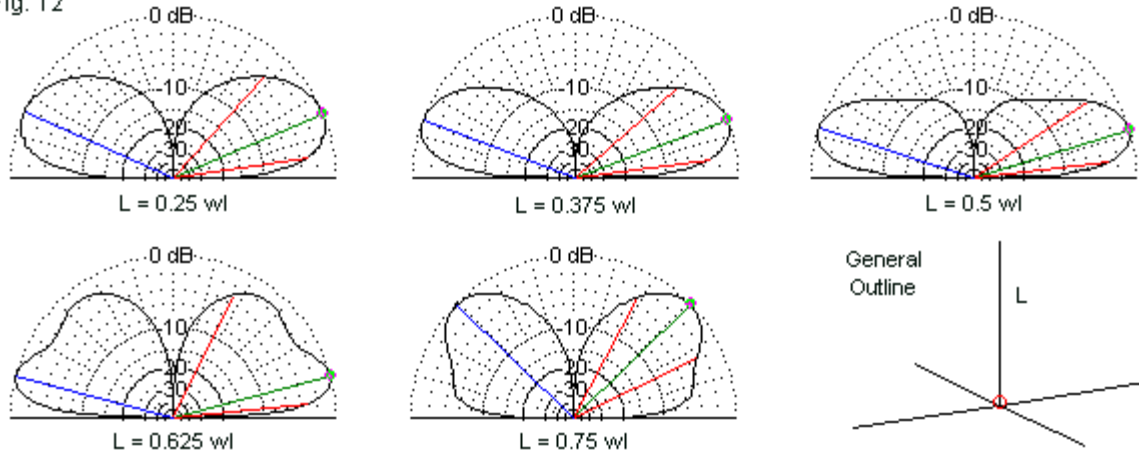 Fig. 12
0 dB
-10
20
30
L = 0.25 wl
0 dB
-10
20
30
L = 0.375 wl
0 dB
-10
20
30
L = 0.5 wl
0 dB
-10
20
30
L = 0.625 wl
0 dB
-10
20
30
L = 0.75 wl
General
Outline
L